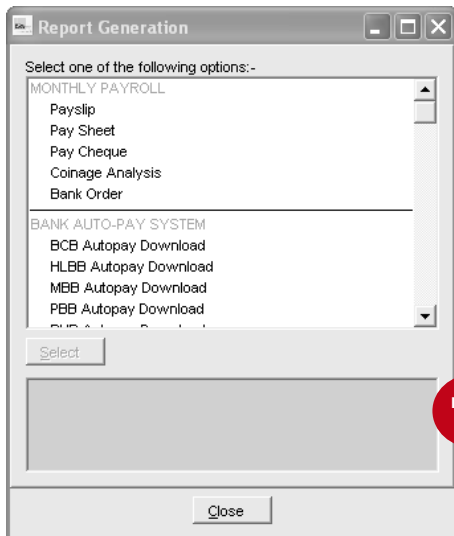 Report Generation
Select one of the following options:-
MONTHLY PAYROLL
Payslip
Pay Sheet
Pay Cheque
Coinage Analysis
Bank Order
BANK AUTO-PAY SYSTEM
BCB Autopay Download
HLBB Autopay Download
MBB Autopay Download
PBB Autopay Download
Select
Close